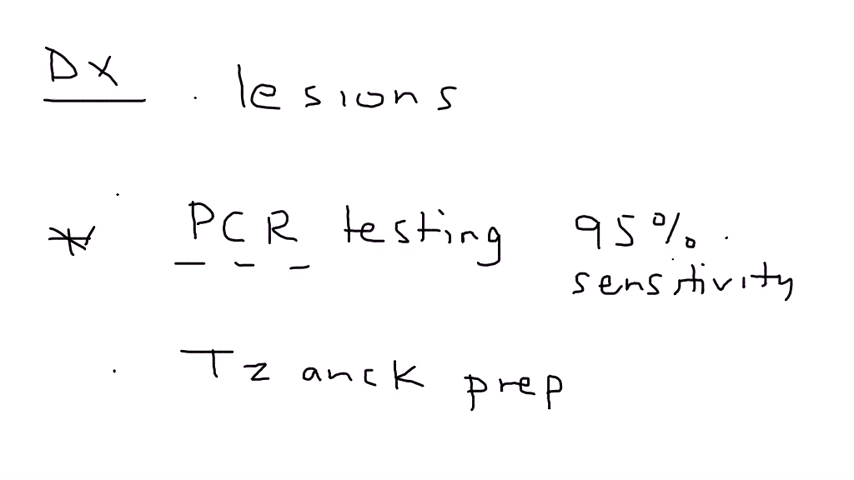 DX . lesions
* PCR testing 95%
sensitivity
. Tzanck prep